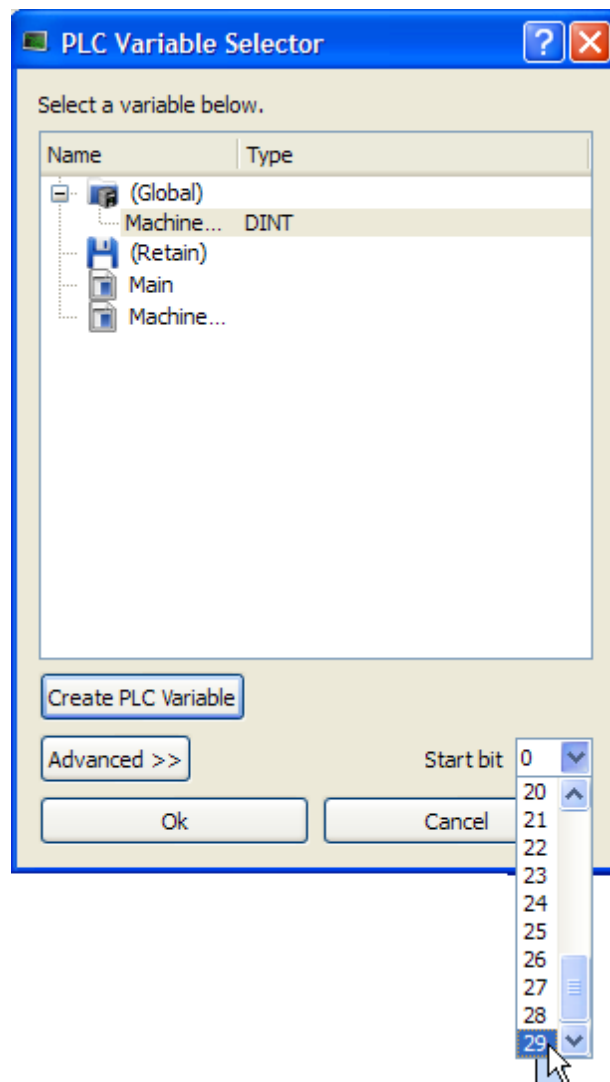 PLC Variable Selector
Select a variable below.
Name Type
(Global)
Machine... DINT
(Retain)
Main
Machine...
Create PLC Variable
Advanced >> Start bit 0
Ok Cancel
20
21
22
23
24
25
26
27
28
29